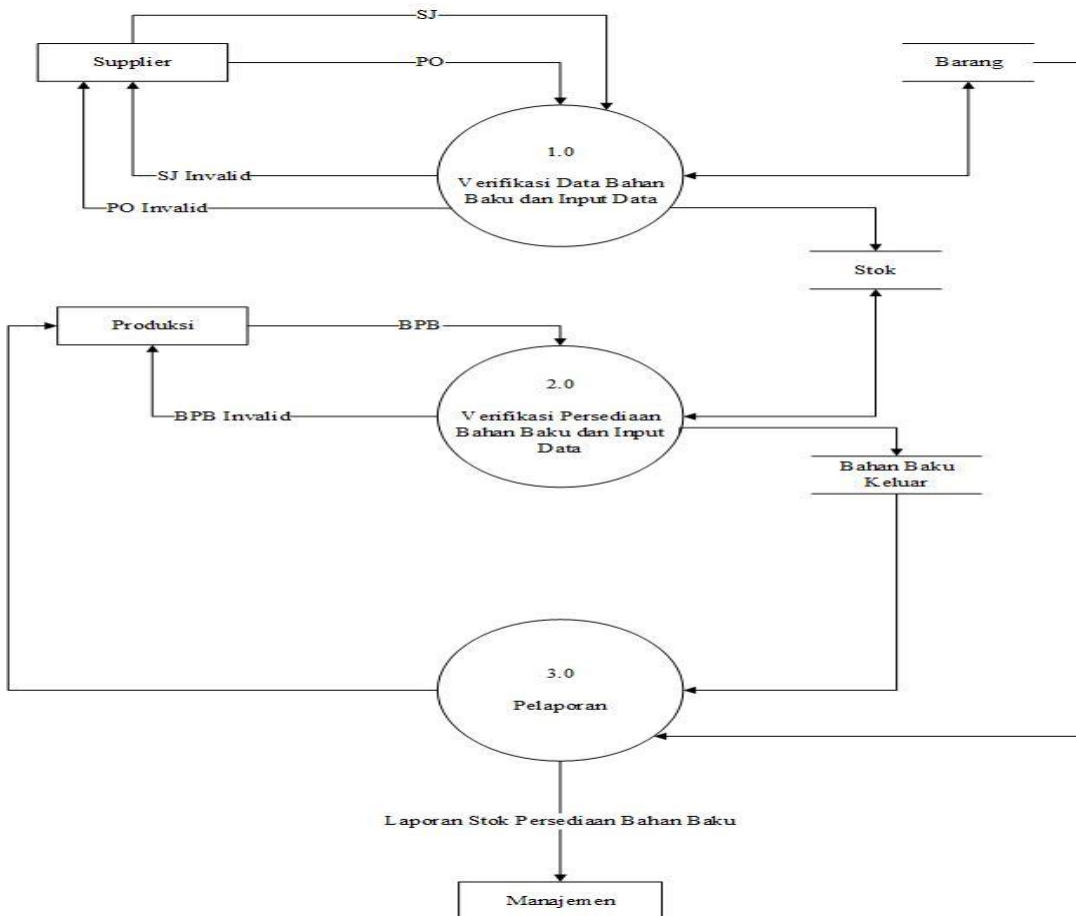 SJ
Supplier
PO
Barang
1.0
Verifikasi Data Bahan
Baku dan Input Data
SJ Invalid
PO Invalid
Stok
Produksi
BPB
2.0
Verifikasi Persediaan
Bahan Baku dan Input
Data
BPB Invalid
Bahan Baku
Keluar
3.0
Pelaporan
Laporan Stok Persediaan Bahan Baku
Manajemen